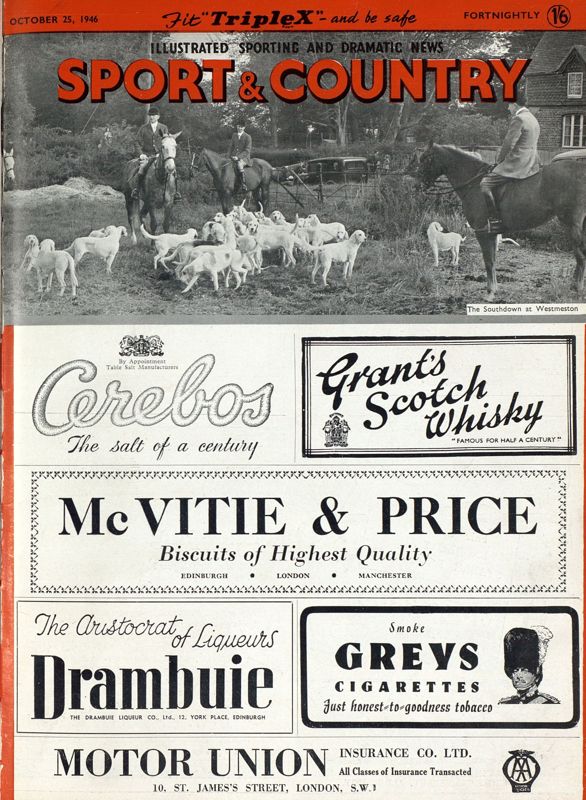 OCTOBER 25, 1946
Fit "TripleX" - and be safe
FORTNIGHTLY 1/6
ILLUSTRATED SPORTING AND DRAMATIC NEWS
SPORT & COUNTRY
The Southdown at Westmeston
By Appointment
Table Salt Manufacturers
Cerebos
The salt of a century
Grant's
Scotch
Whisky
"FAMOUS FOR HALF A CENTURY"
McVITIE & PRICE
Biscuits of Highest Quality
EDINBURGH • LONDON • MANCHESTER
The Aristocrat
of Liqueurs
Drambuie
THE DRAMBUIE LIQUEUR CO., Ltd., 12, YORK PLACE, EDINBURGH
Smoke
GREYS
CIGARETTES
Just honest-to-goodness tobacco
MOTOR UNION INSURANCE CO. LTD.
All Classes of Insurance Transacted
10, ST. JAMES'S STREET, LONDON, S.W.1